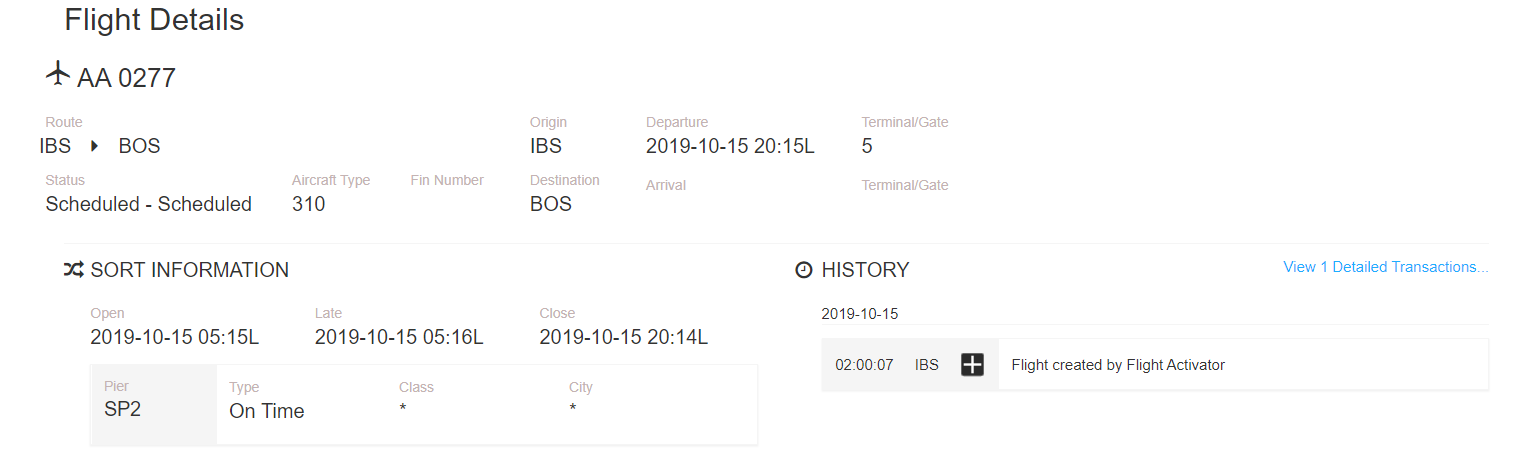 Flight Details
AA 0277
Route Origin Departure Terminal/Gate
IBS BOS IBS 2019-10-15 20:15L 5
Status Aircraft Type Fin Number Destination Arrival Terminal/Gate
Scheduled - Scheduled 310 BOS
SORT INFORMATION
Open Late Close
2019-10-15 05:15L 2019-10-15 05:16L 2019-10-15 20:14L
Pier Type Class City
SP2 On Time * *
HISTORY View 1 Detailed Transactions...
2019-10-15
02:00:07 IBS Flight created by Flight Activator